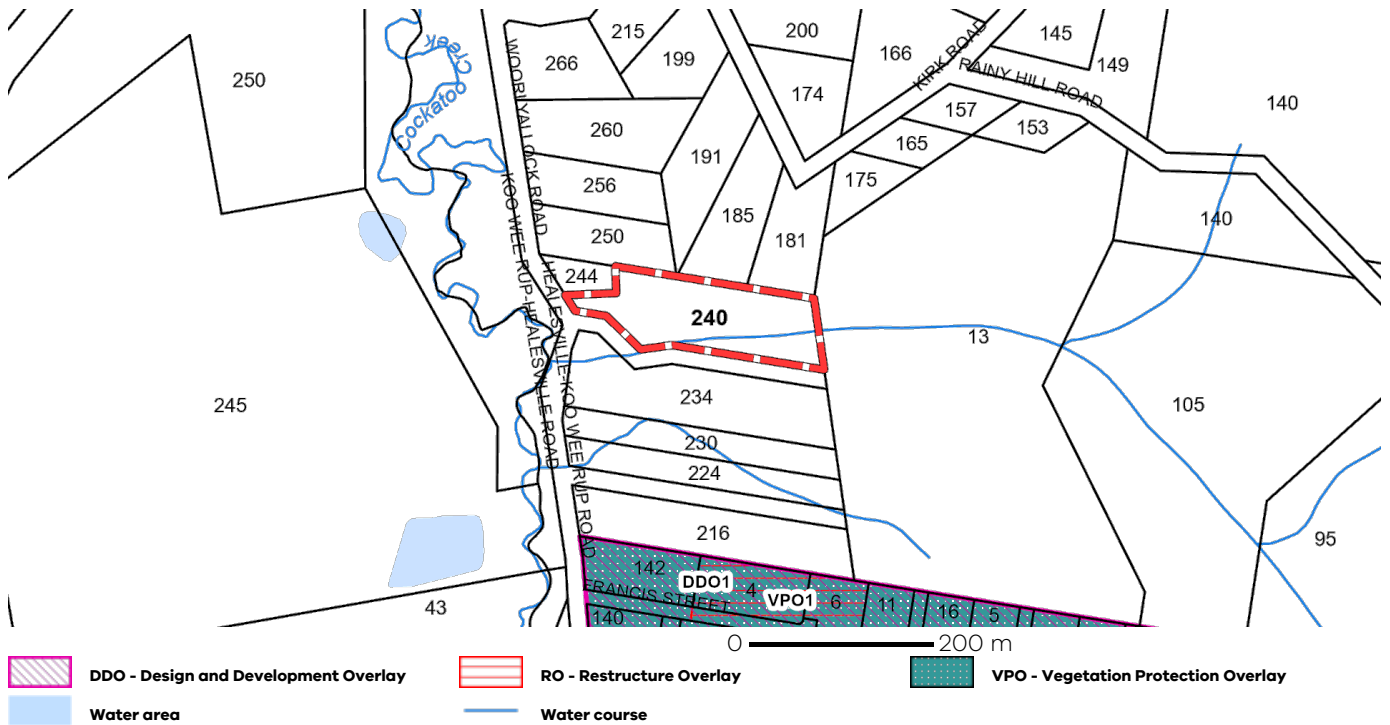 215
200
145
250
266
199
166
KIRK ROAD
149
RAINY HILL ROAD
Cockatoo Creek
WOORI YALLOCK ROAD
174
140
157
260
153
191
165
256
175
185
140
250
181
244
KOO WEE RUP-HEALESVILLE ROAD
HEALESVILLE-KOO WEE RUP ROAD
240
13
234
245
105
230
224
216
95
142
DDO1
4
VPO1
6
11
16
5
FRANCIS STREET
43
140
0 200 m
DDO - Design and Development Overlay
RO - Restructure Overlay
VPO - Vegetation Protection Overlay
Water area
Water course